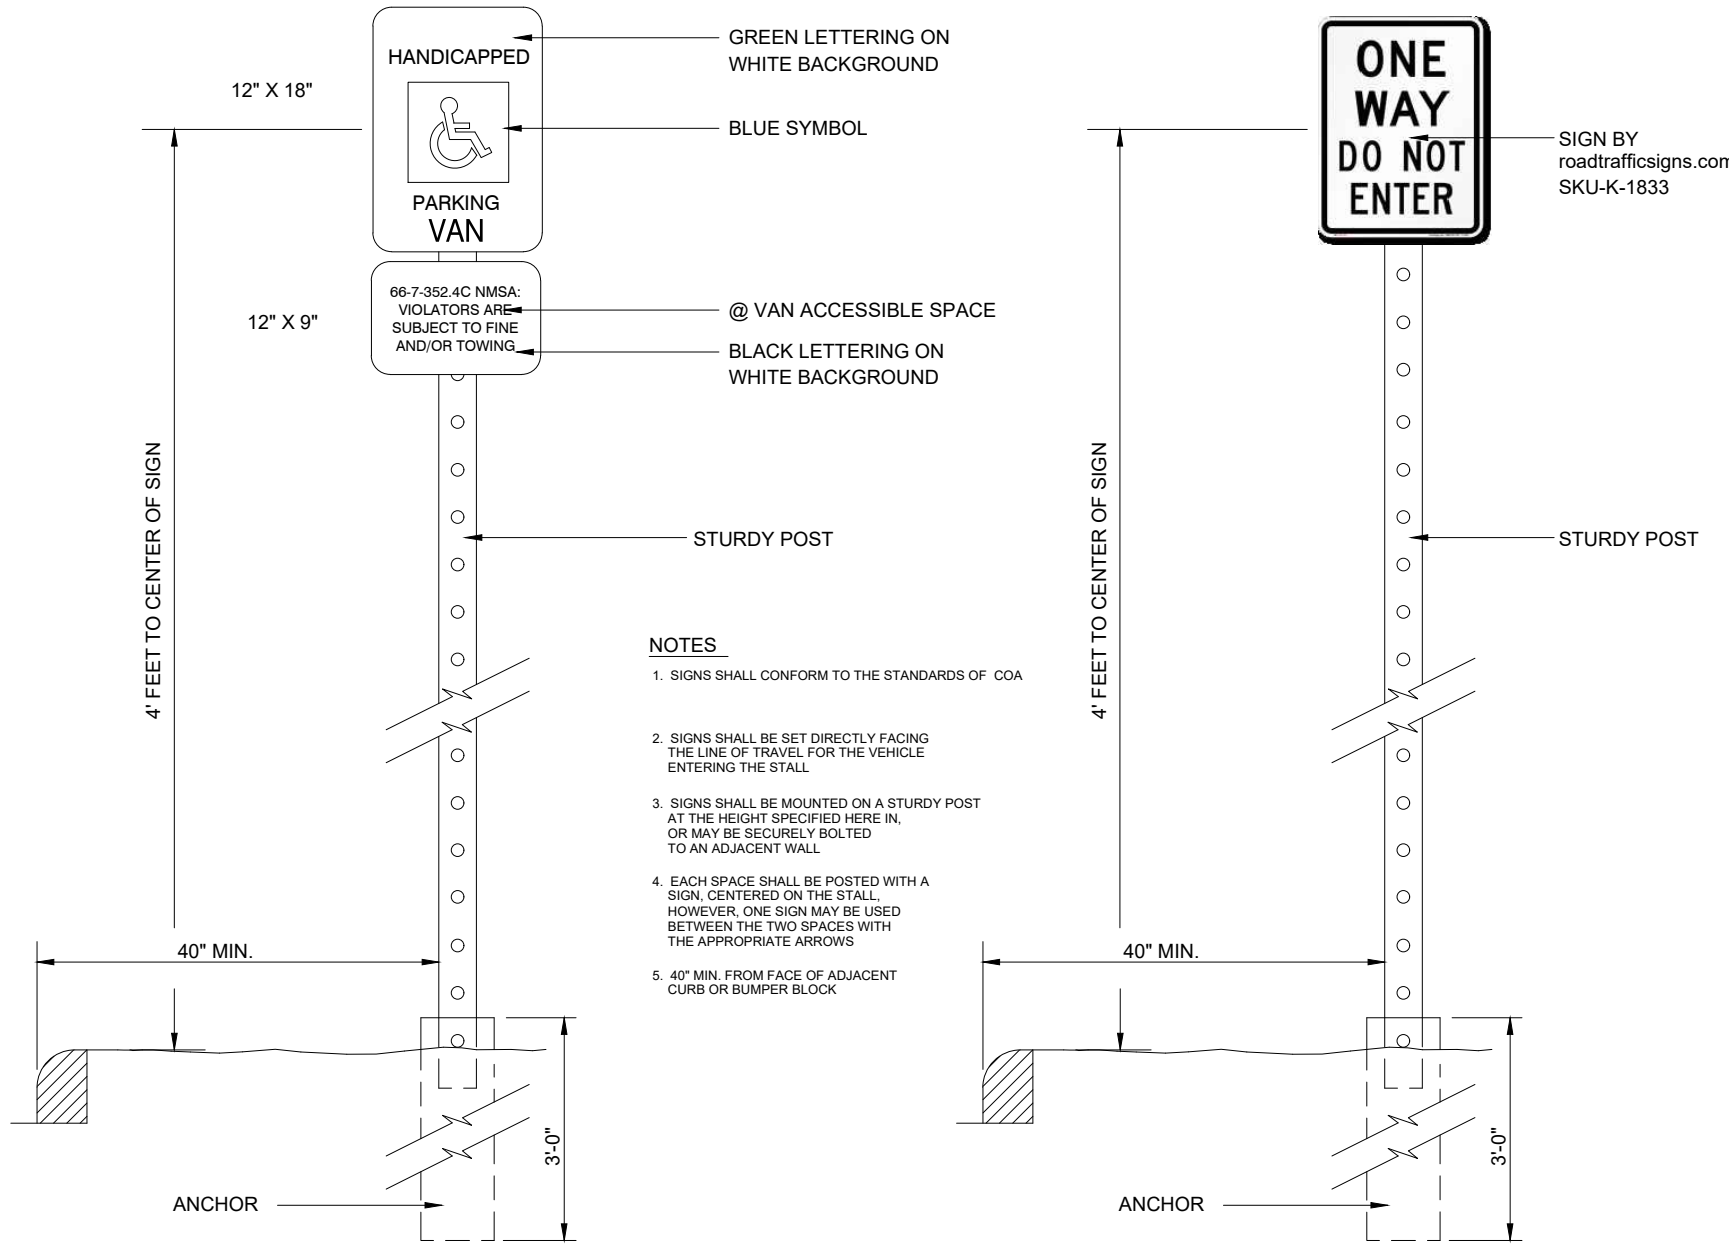 HANDICAPPED
PARKING
VAN
66-7-352.4C NMSA:
VIOLATORS ARE
SUBJECT TO FINE
AND/OR TOWING
12" X 18"
12" X 9"
GREEN LETTERING ON
WHITE BACKGROUND
BLUE SYMBOL
@ VAN ACCESSIBLE SPACE
BLACK LETTERING ON
WHITE BACKGROUND
STURDY POST
4' FEET TO CENTER OF SIGN
40" MIN.
3'-0"
ANCHOR
NOTES
1. SIGNS SHALL CONFORM TO THE STANDARDS OF COA
2. SIGNS SHALL BE SET DIRECTLY FACING
THE LINE OF TRAVEL FOR THE VEHICLE
ENTERING THE STALL
3. SIGNS SHALL BE MOUNTED ON A STURDY POST
AT THE HEIGHT SPECIFIED HERE IN,
OR MAY BE SECURELY BOLTED
TO AN ADJACENT WALL
4. EACH SPACE SHALL BE POSTED WITH A
SIGN, CENTERED ON THE STALL,
HOWEVER, ONE SIGN MAY BE USED
BETWEEN THE TWO SPACES WITH
THE APPROPRIATE ARROWS
5. 40" MIN. FROM FACE OF ADJACENT
CURB OR BUMPER BLOCK
ONE
WAY
DO NOT
ENTER
SIGN BY
roadtrafficsigns.com
SKU-K-1833
STURDY POST
4' FEET TO CENTER OF SIGN
40" MIN.
3'-0"
ANCHOR